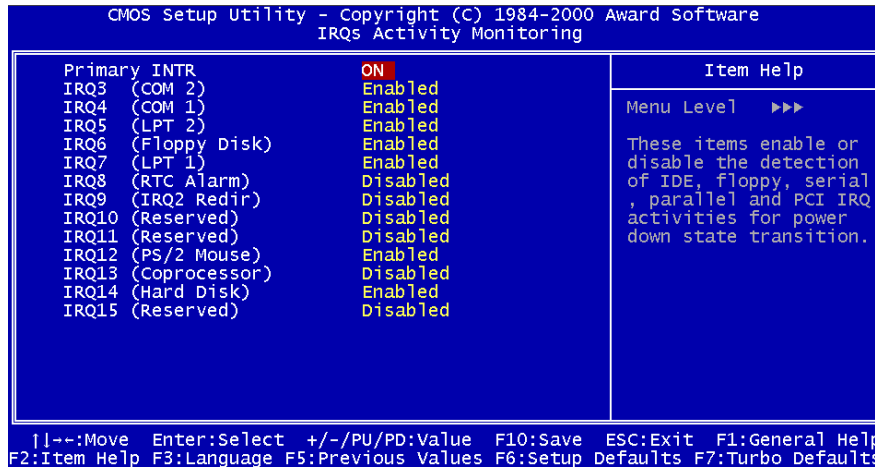 CMOS Setup Utility – Copyright (C) 1984-2000 Award Software
IRQs Activity Monitoring
Primary INTR ON
IRQ3 (COM 2) Enabled
IRQ4 (COM 1) Enabled
IRQ5 (LPT 2) Enabled
IRQ6 (Floppy Disk) Enabled
IRQ7 (LPT 1) Enabled
IRQ8 (RTC Alarm) Disabled
IRQ9 (IRQ2 Redir) Disabled
IRQ10 (Reserved) Disabled
IRQ11 (Reserved) Disabled
IRQ12 (PS/2 Mouse) Enabled
IRQ13 (Coprocessor) Disabled
IRQ14 (Hard Disk) Enabled
IRQ15 (Reserved) Disabled
Item Help
Menu Level ▶▶▶
These items enable or
disable the detection
of IDE, floppy, serial
, parallel and PCI IRQ
activities for power
down state transition.
↑↓→←:Move Enter:Select +/-/PU/PD:Value F10:Save ESC:Exit F1:General Help
F2:Item Help F3:Language F5:Previous Values F6:Setup Defaults F7:Turbo Defaults